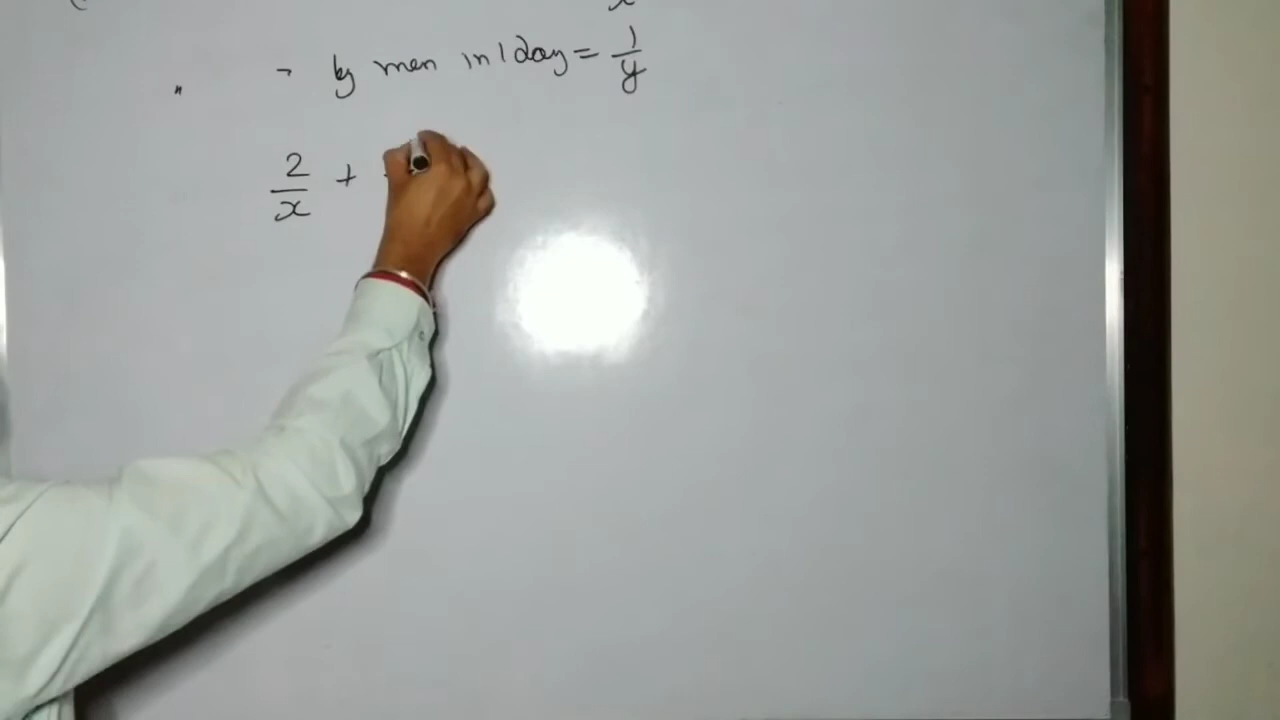 x
" " by men in 1 day = 1/y
2/x +